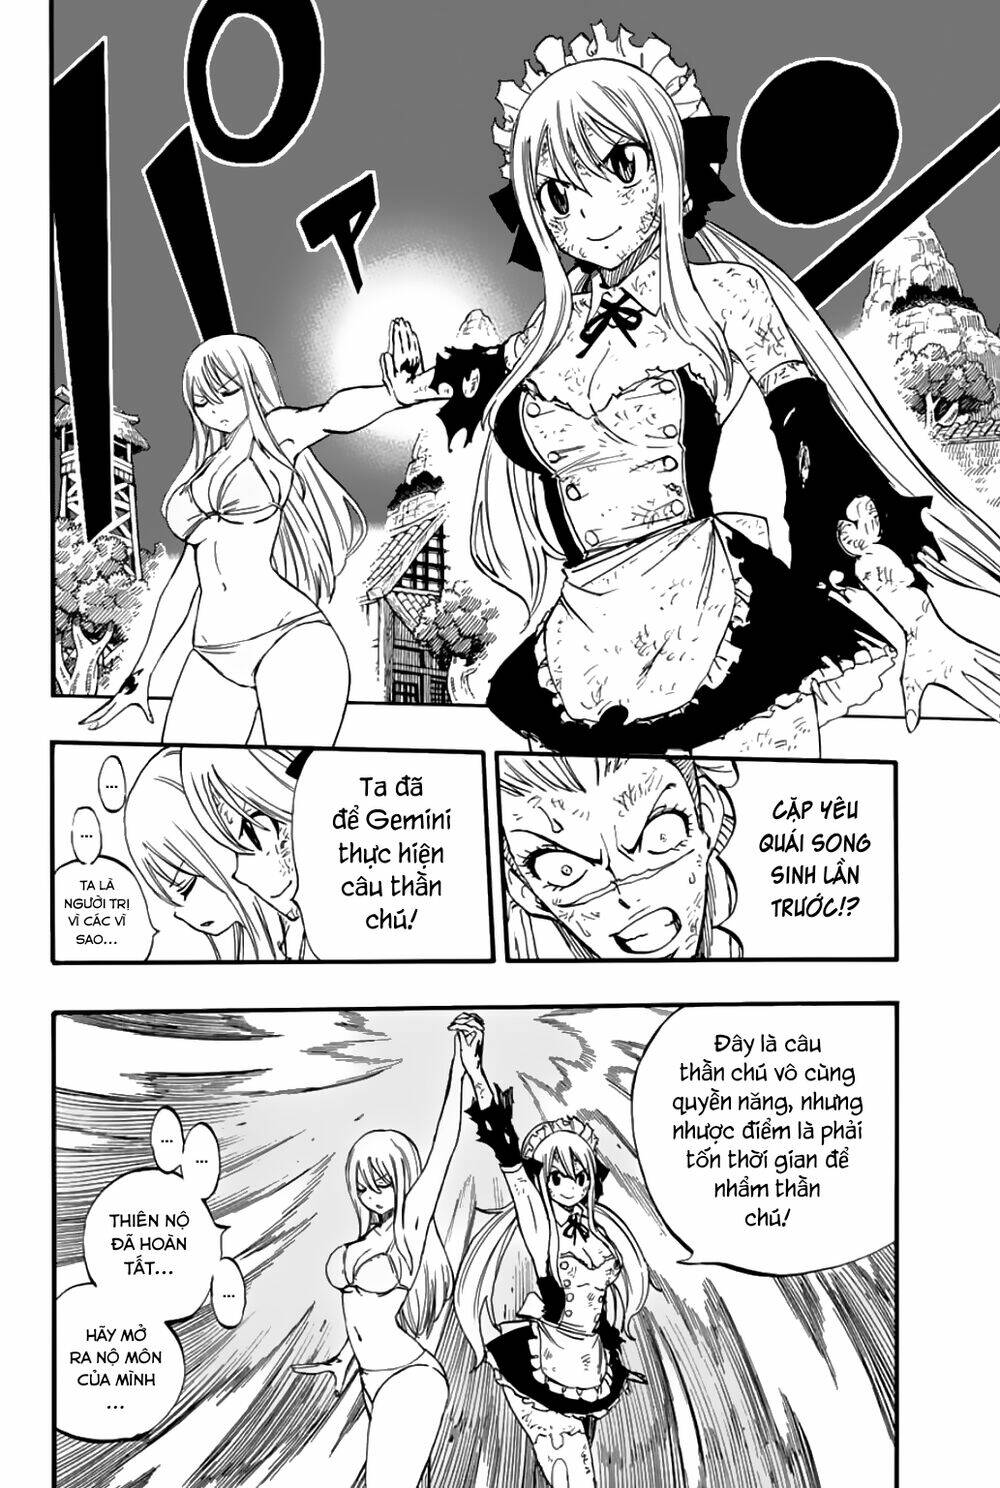 CẶP YÊU
QUÁI SONG
SINH LẦN
TRƯỚC!?
Ta đã
để Gemini
thực hiện
câu thần
chú!
...
...
TA LÀ
NGƯỜI TRỊ
VÌ CÁC VÌ
SAO...
Đây là câu
thần chú vô cùng
quyền năng, nhưng
nhược điểm là phải
tốn thời gian để
nhẩm thần
chú!
...
...
THIÊN NỘ
ĐÃ HOÀN
TẤT...
...
HÃY MỞ
RA NỘ MÔN
CỦA MÌNH
...